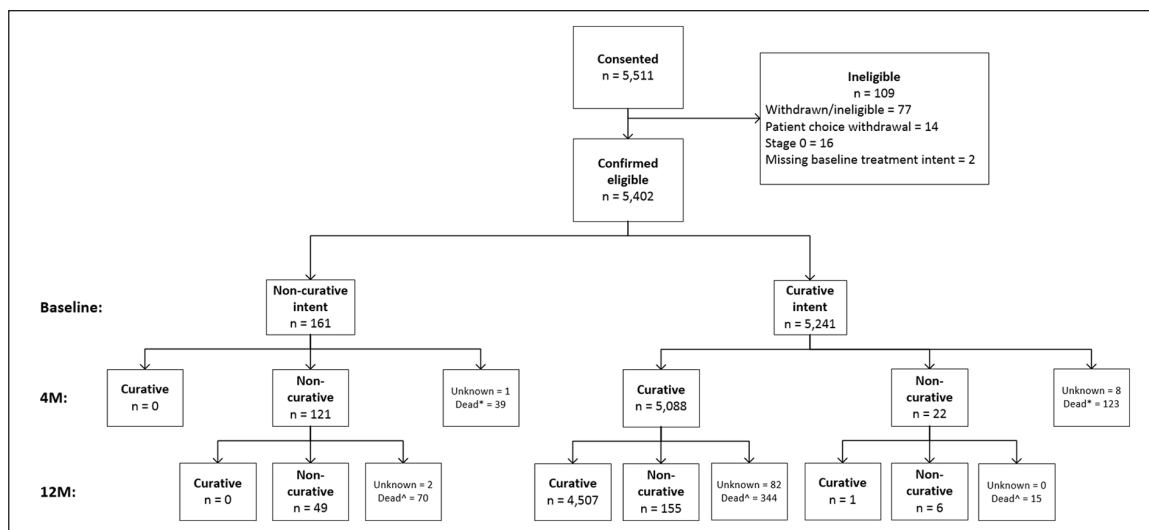 Consented
n = 5,511
Ineligible
n = 109
Withdrawn/ineligible = 77
Patient choice withdrawal = 14
Stage 0 = 16
Missing baseline treatment intent = 2
Confirmed
eligible
n = 5,402
Baseline:
Non-curative
intent
n = 161
Curative
intent
n = 5,241
4M:
Curative
n = 0
Non-
curative
n = 121
Unknown = 1
Dead* = 39
Curative
n = 5,088
Non-
curative
n = 22
Unknown = 8
Dead* = 123
12M:
Curative
n = 0
Non-
curative
n = 49
Unknown = 2
Dead^ = 70
Curative
n = 4,507
Non-
curative
n = 155
Unknown = 82
Dead^ = 344
Curative
n = 1
Non-
curative
n = 6
Unknown = 0
Dead^ = 15